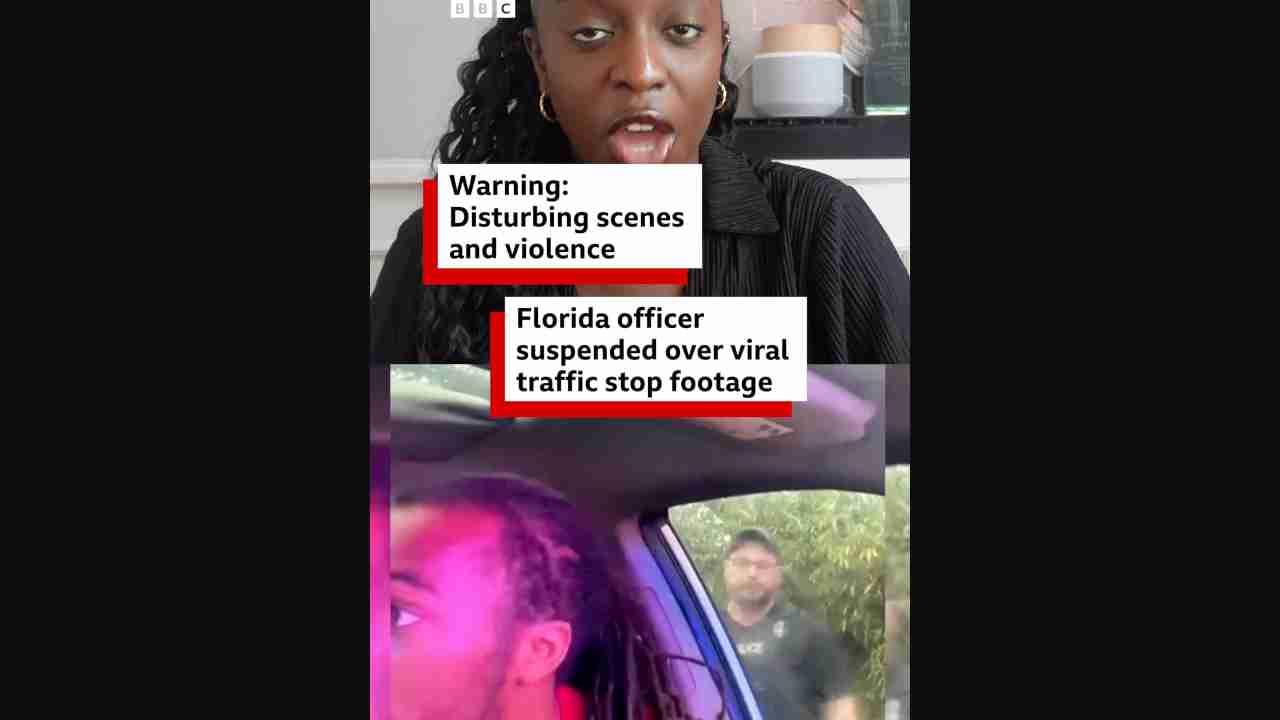 BBC
Warning:
Disturbing scenes
and violence
Florida officer
suspended over viral
traffic stop footage